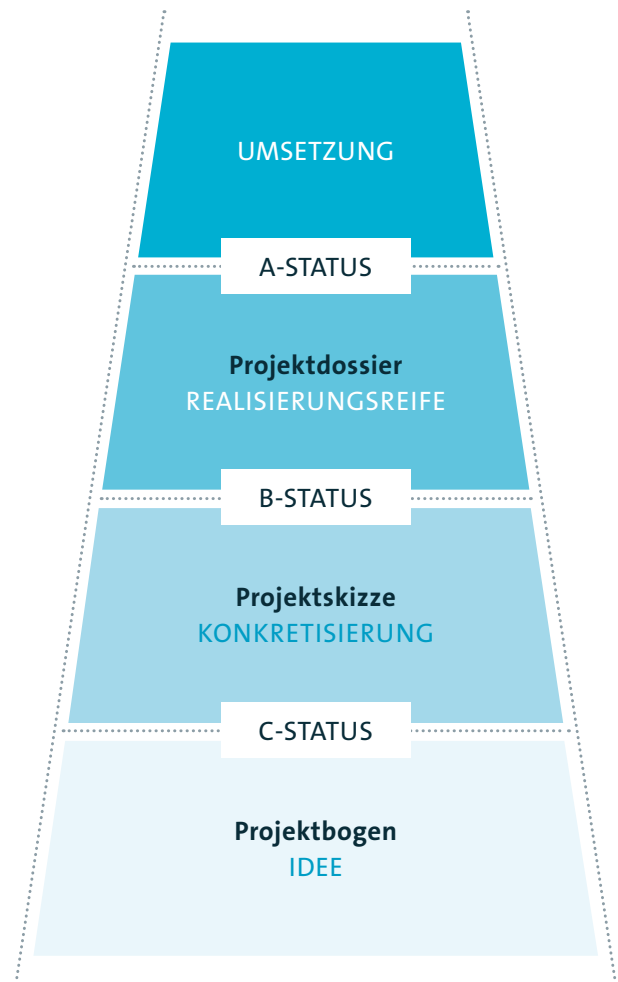 UMSETZUNG
A-STATUS
Projektdossier
REALISIERUNGSREIFE
B-STATUS
Projektskizze
KONKRETISIERUNG
C-STATUS
Projektbogen
IDEE